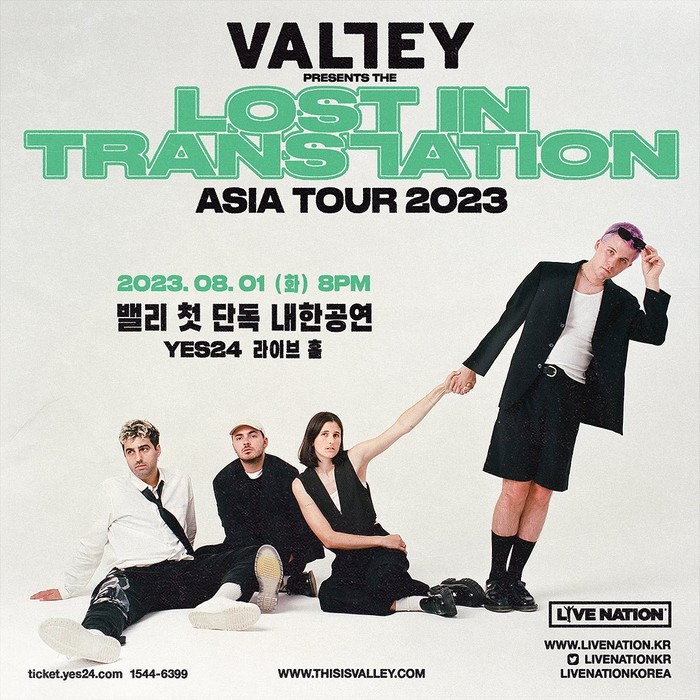 VALLEY
PRESENTS THE
LOST IN
TRANSLATION
ASIA TOUR 2023
2023. 08. 01 (화) 8PM
밸리 첫 단독 내한공연
YES24 라이브 홀
LIVE NATION
WWW.LIVENATION.KR
LIVENATIONKR
LIVENATIONKOREA
ticket.yes24.com 1544-6399
WWW.THISISVALLEY.COM